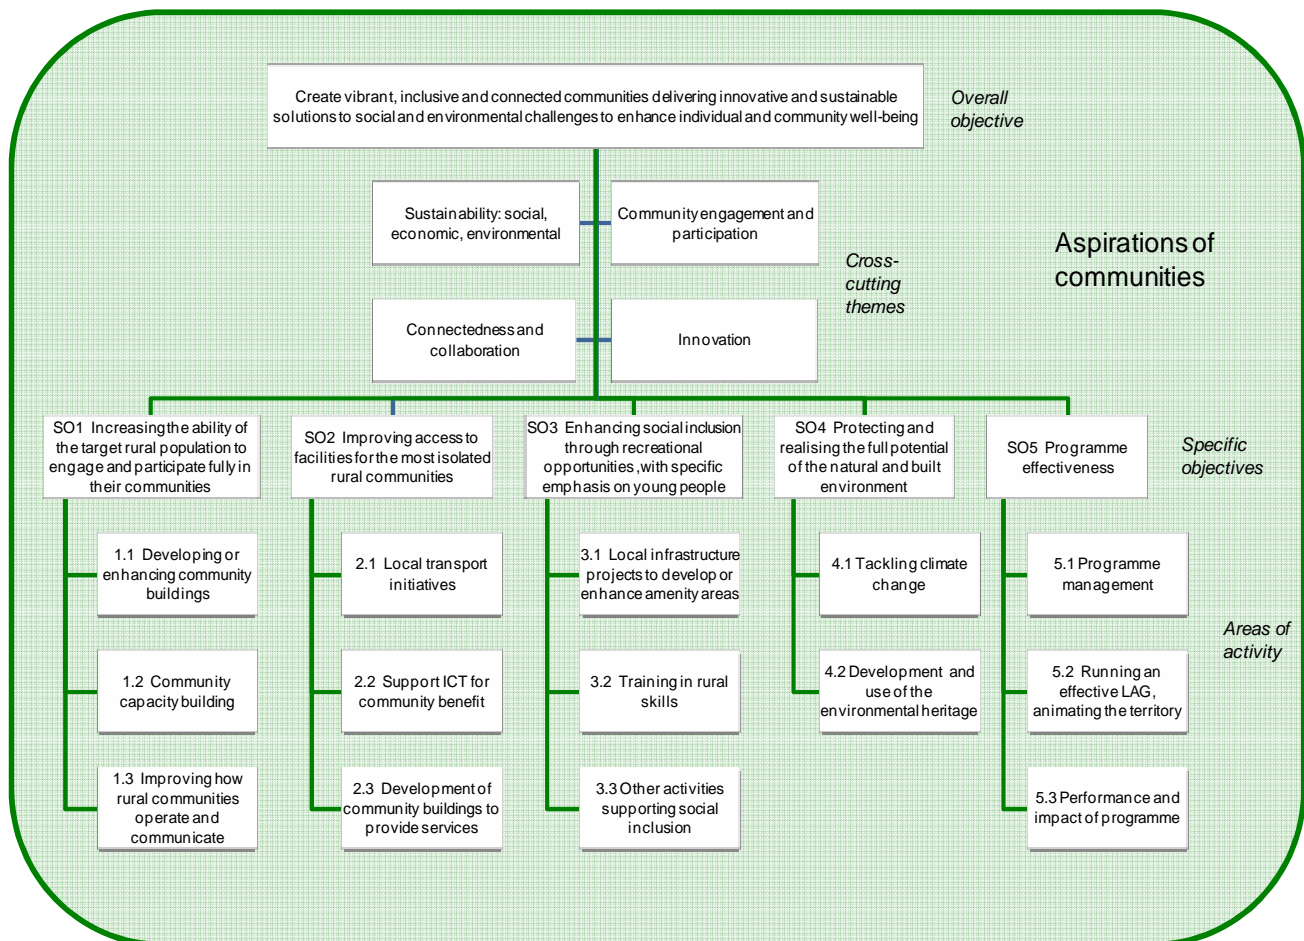 Create vibrant, inclusive and connected communities delivering innovative and sustainable
solutions to social and environmental challenges to enhance individual and community well-being
Overall
objective
Sustainability: social,
economic, environmental
Community engagement and
participation
Cross-
cutting
themes
Aspirations of
communities
Connectedness and
collaboration
Innovation
SO1 Increasing the ability of
the target rural population to
engage and participate fully in
their communities
SO2 Improving access to
facilities for the most isolated
rural communities
SO3 Enhancing social inclusion
through recreational
opportunities ,with specific
emphasis on young people
SO4 Protecting and
realising the full potential
of the natural and built
environment
SO5 Programme
effectiveness
Specific
objectives
1.1 Developing or
enhancing community
buildings
2.1 Local transport
initiatives
3.1 Local infrastructure
projects to develop or
enhance amenity areas
4.1 Tackling climate
change
5.1 Programme
management
Areas of
activity
1.2 Community
capacity building
2.2 Support ICT for
community benefit
3.2 Training in rural
skills
4.2 Development and
use of the
environmental heritage
5.2 Running an
effective LAG,
animating the territory
1.3 Improving how
rural communities
operate and
communicate
2.3 Development of
community buildings to
provide services
3.3 Other activities
supporting social
inclusion
5.3 Performance and
impact of programme